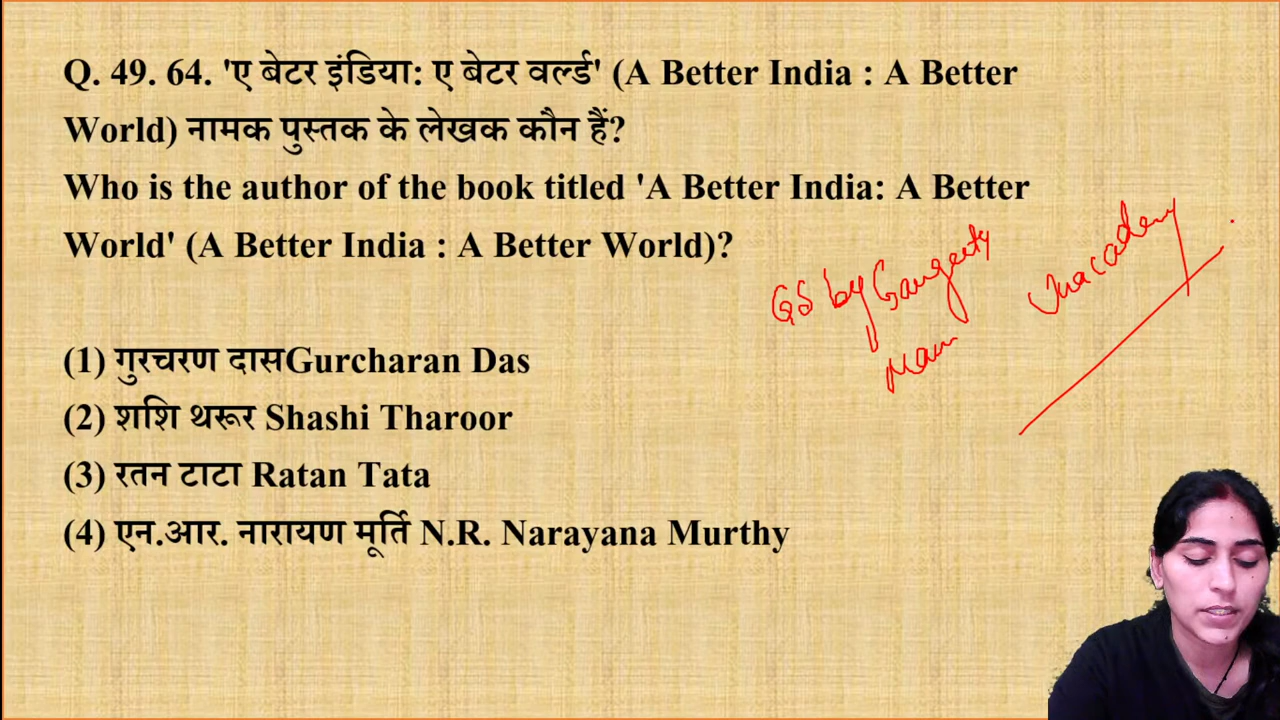 Q. 49. 64. 'ए बेटर इंडिया: ए बेटर वर्ल्ड' (A Better India : A Better
World) नामक पुस्तक के लेखक कौन हैं?
Who is the author of the book titled 'A Better India: A Better
World' (A Better India : A Better World)?
GS by Sangeeta
Mam
(1) गुरचरण दासGurcharan Das
(2) शशि थरूर Shashi Tharoor
(3) रतन टाटा Ratan Tata
(4) एन.आर. नारायण मूर्ति N.R. Narayana Murthy